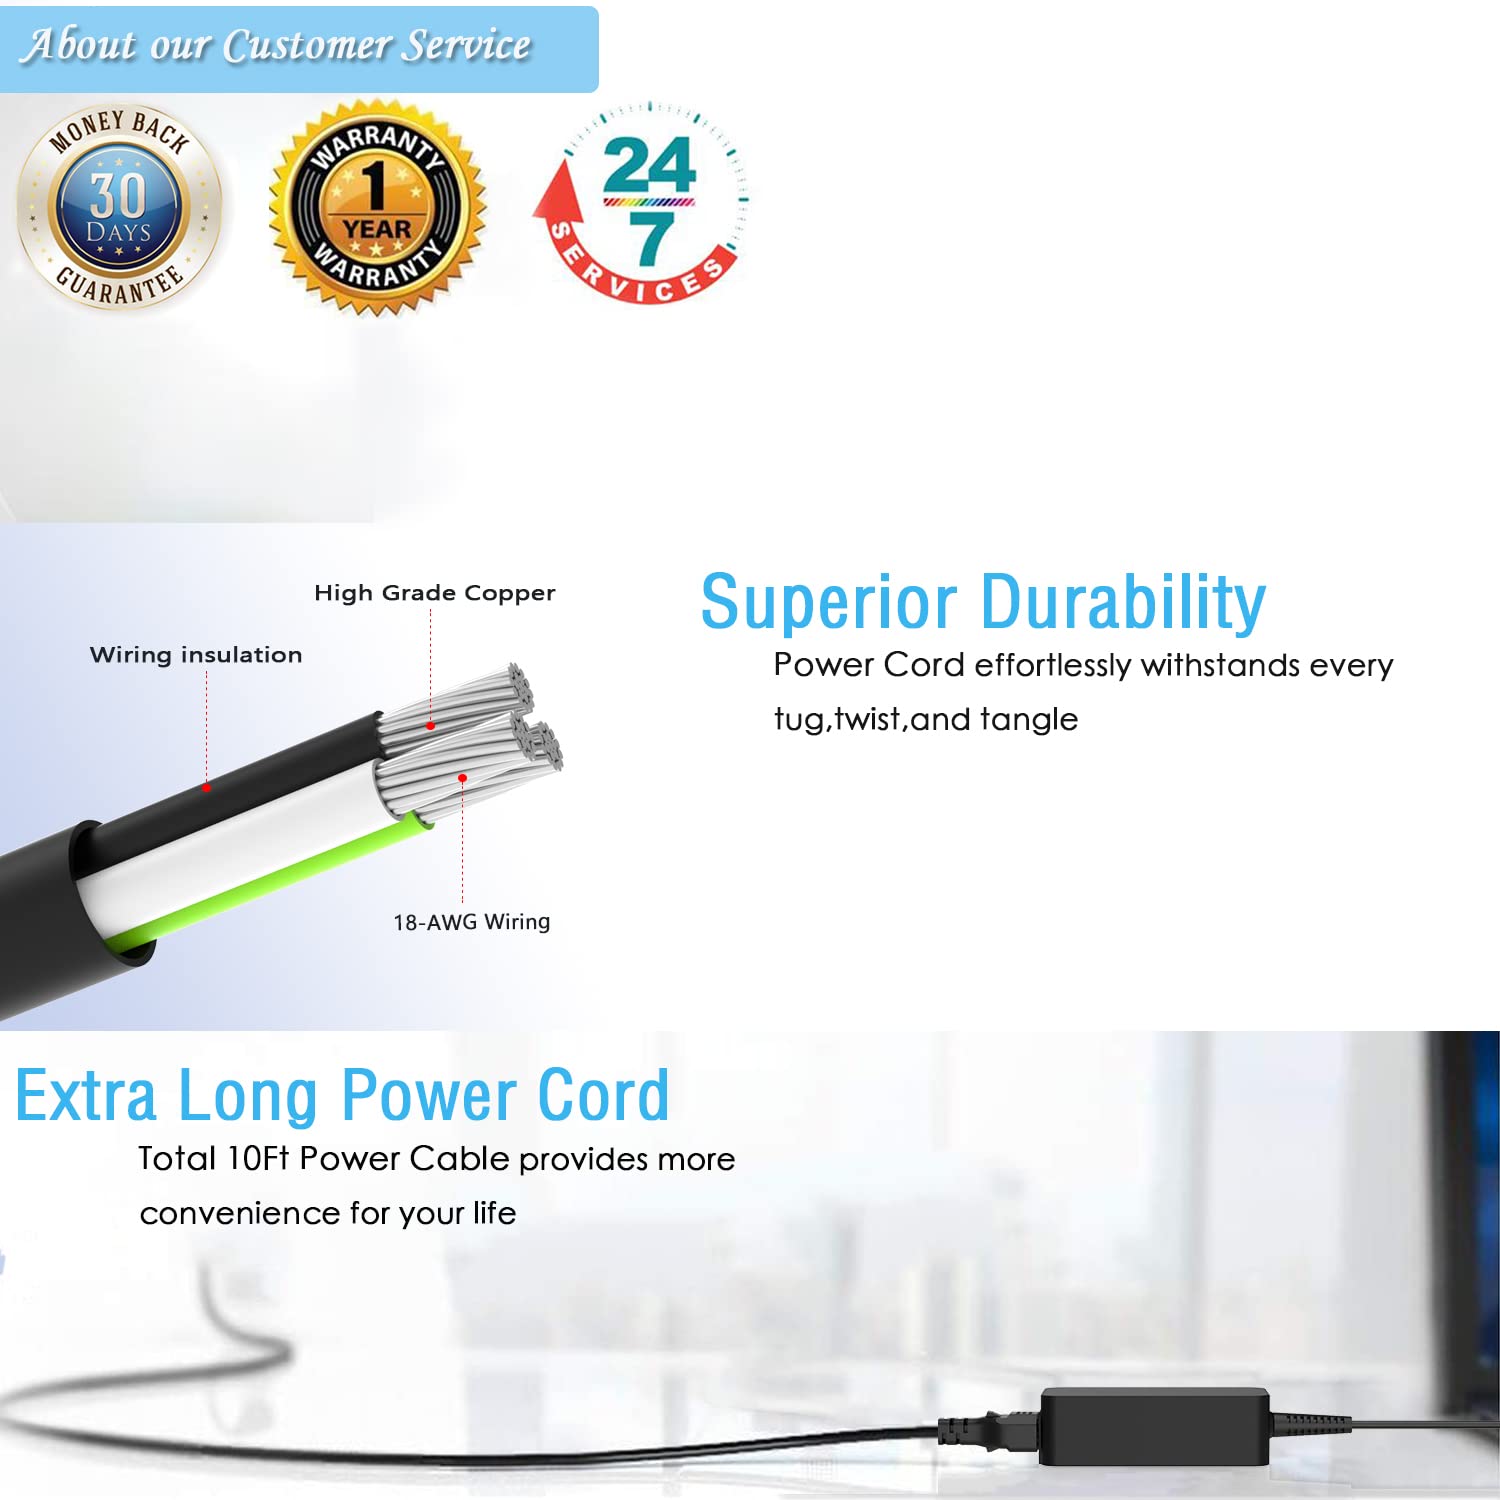 About our Customer Service
MONEY BACK
30
DAYS
GUARANTEE
WARRANTY
1
YEAR
WARRANTY
24
7
SERVICES
High Grade Copper
Wiring insulation
18-AWG Wiring
Superior Durability
Power Cord effortlessly withstands every
tug,twist,and tangle
Extra Long Power Cord
Total 10Ft Power Cable provides more
convenience for your life